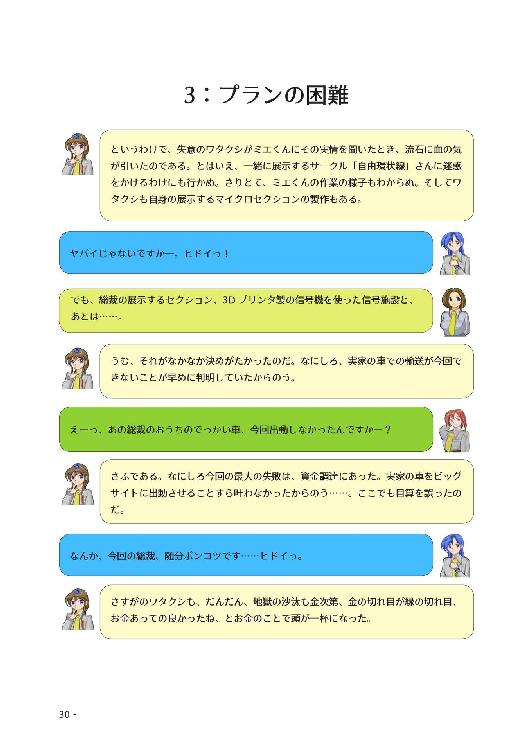 3：プランの困難
というわけで、失意のワタクシがミエくんにその実情を聞いたとき、流石に血の気
が引いたのである。とはいえ、一緒に展示するサークル「自由環状線」さんに迷惑
をかけるわけにも行かぬ。さりとて、ミエくんの作業の様子もわからぬ。そしてワ
タクシも自身の展示するマイクロセクションの製作もある。
ヤバイじゃないですかー。ヒドイっ！
でも、総裁の展示するセクション、3D プリンタ製の信号機を使った信号施設と、
あとは……。
うむ、それがなかなか決めがたかったのだ。なにしろ、実家の車での輸送が今回で
きないことが早めに判明していたからのう。
えーっ、あの総裁のおうちのでっかい車、今回出動しなかったんですかー？
さふである。なにしろ今回の最大の失敗は、資金調達にあった。実家の車をビッグ
サイトに出動させることすら叶わなかったからのう……。ここでも目算を誤ったの
だ。
なんか、今回の総裁、随分ポンコツです……ヒドイっ。
さすがのワタクシも、だんだん、地獄の沙汰も金次第、金の切れ目が縁の切れ目、
お金あっての良かったね、とお金のことで頭が一杯になった。
30 -